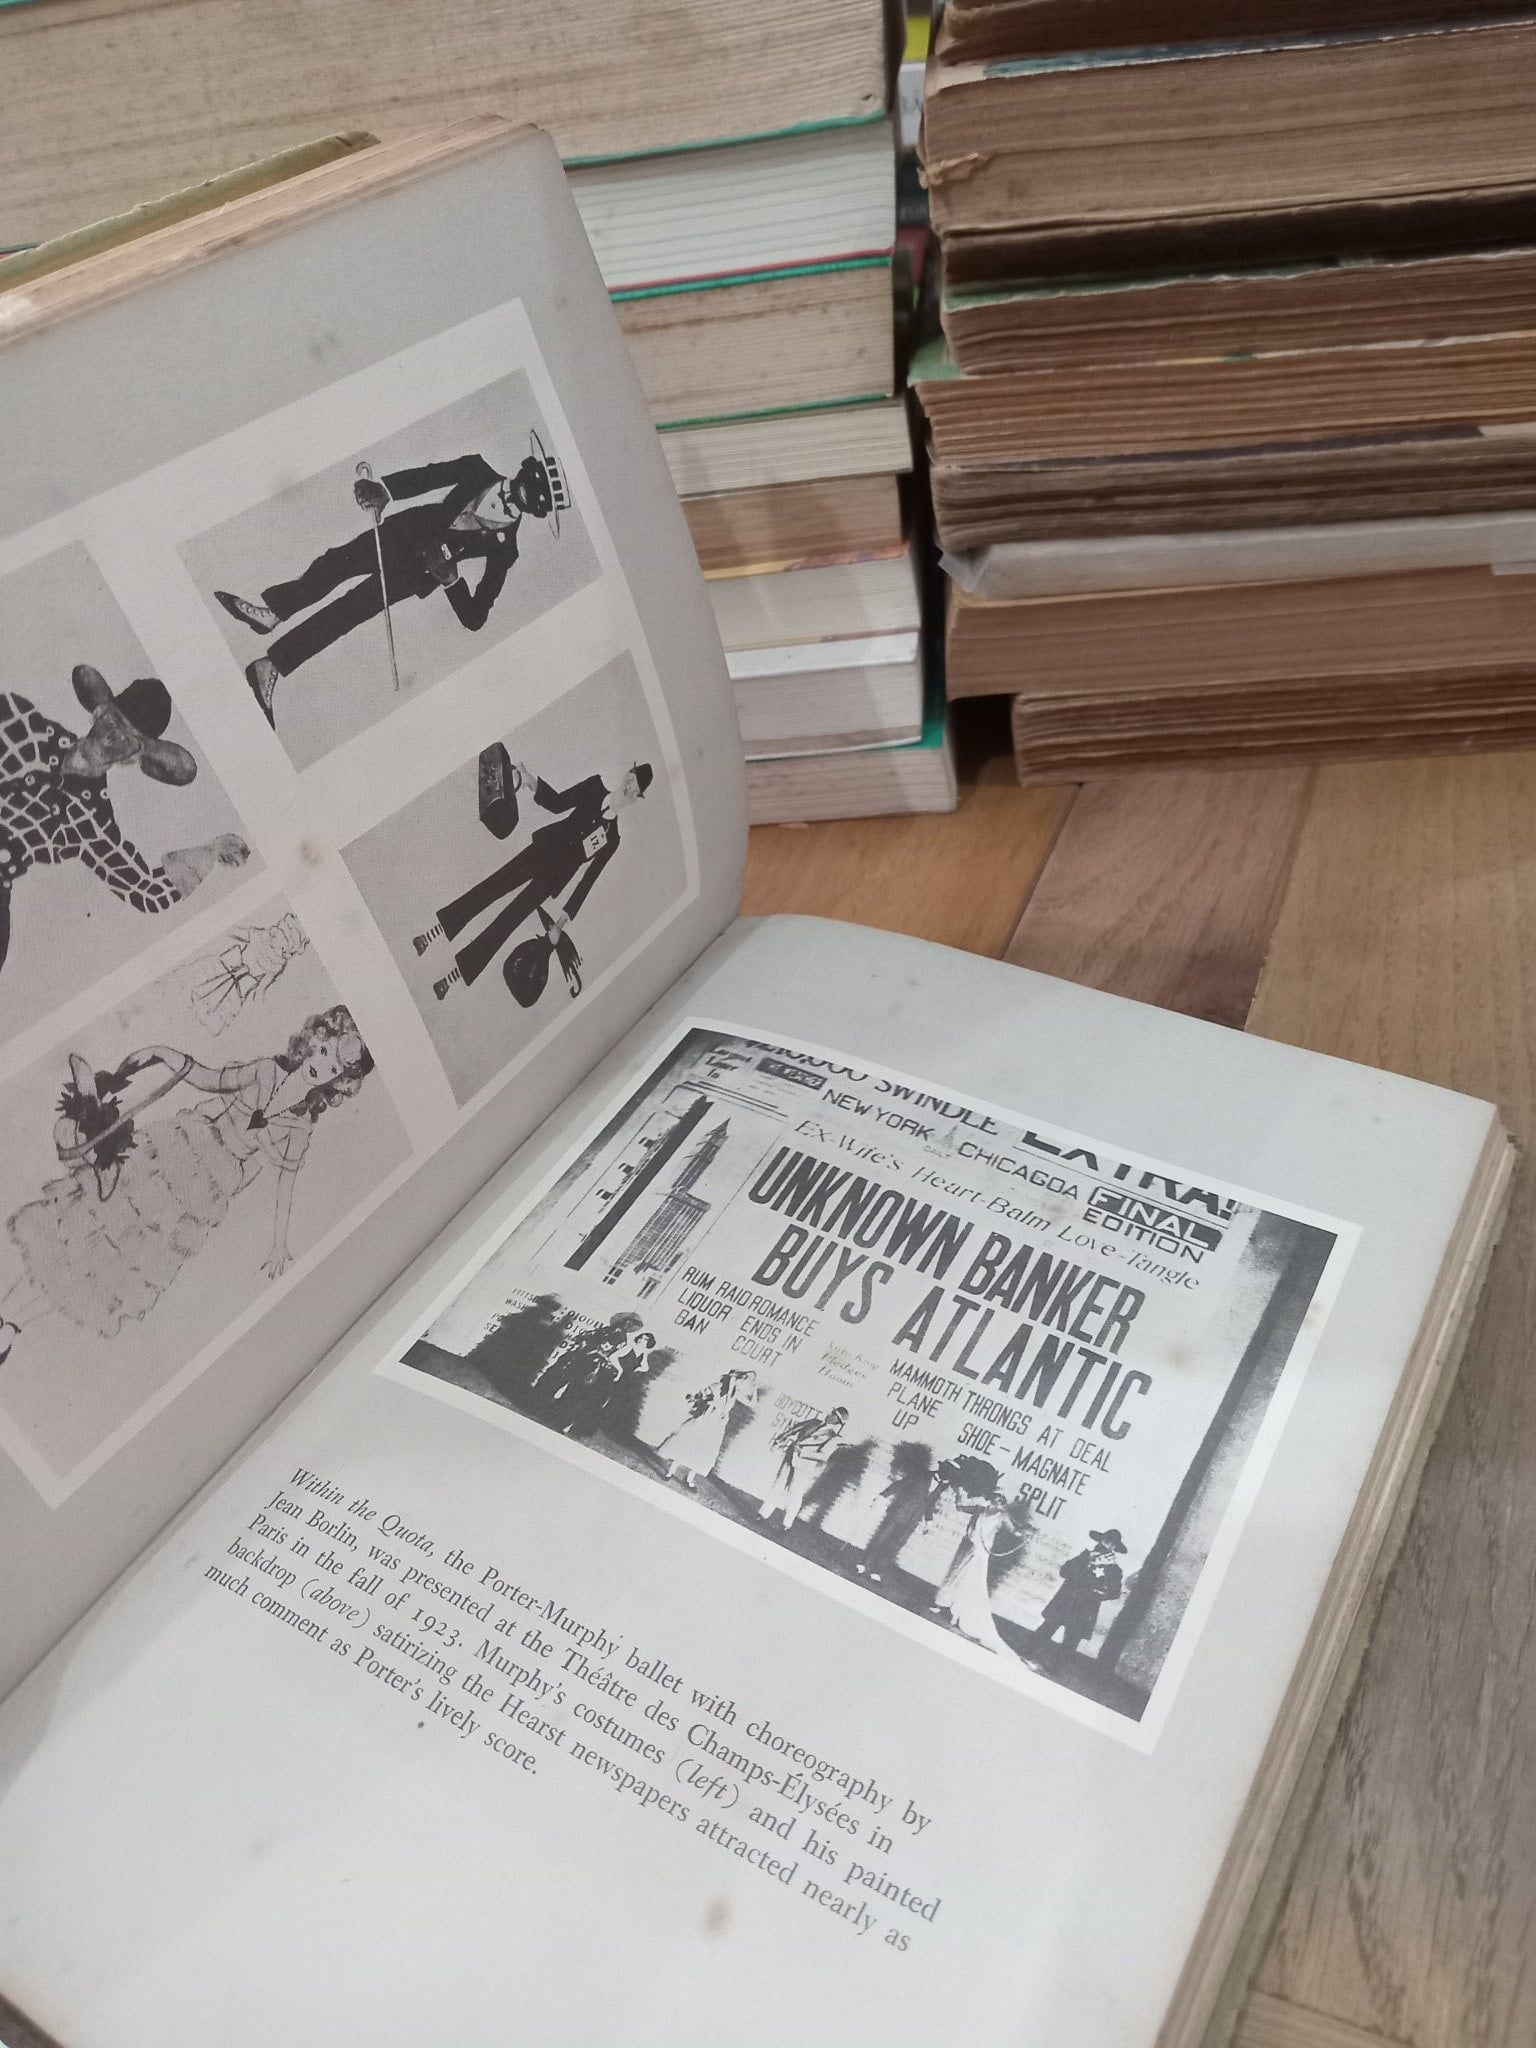 $250,000 SWINDLE
EXTRA!
NEW YORK
CHICAGOA
FINAL
EDITION
Ex-Wife's Heart-Balm Love-Tangle
UNKNOWN BANKER
BUYS ATLANTIC
RUM RAID
LIQUOR
BAN
ROMANCE
ENDS IN
COURT
MAMMOTH
PLANE
UP
THRONGS AT DEAL
SHOE-MAGNATE
SPLIT
BOYCOTT
17
Within the Quota, the Porter-Murphy ballet with choreography by
Jean Borlin, was presented at the Théâtre des Champs-Élysées in
Paris in the fall of 1923. Murphy's costumes (left) and his painted
backdrop (above) satirizing the Hearst newspapers attracted nearly as
much comment as Porter's lively score.